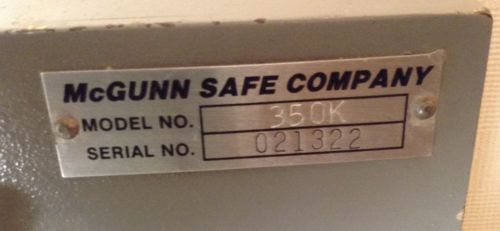 McGUNN SAFE COMPANY
MODEL NO. 350K
SERIAL NO. 021322